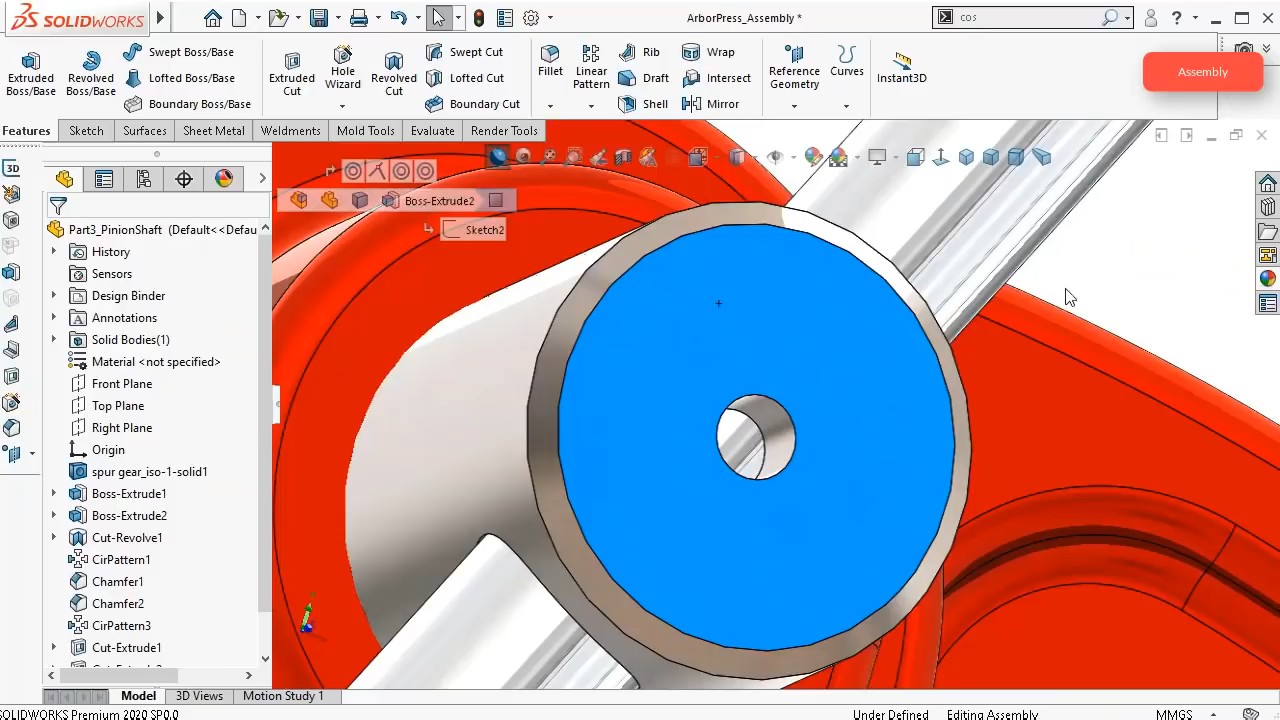 SOLIDWORKS
ArborPress_Assembly *
cos
Extruded Boss/Base
Revolved Boss/Base
Swept Boss/Base
Lofted Boss/Base
Boundary Boss/Base
Extruded Cut
Hole Wizard
Revolved Cut
Swept Cut
Lofted Cut
Boundary Cut
Fillet
Linear Pattern
Rib
Draft
Shell
Wrap
Intersect
Mirror
Reference Geometry
Curves
Instant3D
Assembly
Features
Sketch
Surfaces
Sheet Metal
Weldments
Mold Tools
Evaluate
Render Tools
Boss-Extrude2
Sketch2
Part3_PinionShaft (Default<<Defau
History
Sensors
Design Binder
Annotations
Solid Bodies(1)
Material <not specified>
Front Plane
Top Plane
Right Plane
Origin
spur gear_iso-1-solid1
Boss-Extrude1
Boss-Extrude2
Cut-Revolve1
CirPattern1
Chamfer1
Chamfer2
CirPattern3
Cut-Extrude1
Model
3D Views
Motion Study 1
SOLIDWORKS Premium 2020 SP0.0
Under Defined
Editing Assembly
MMGS